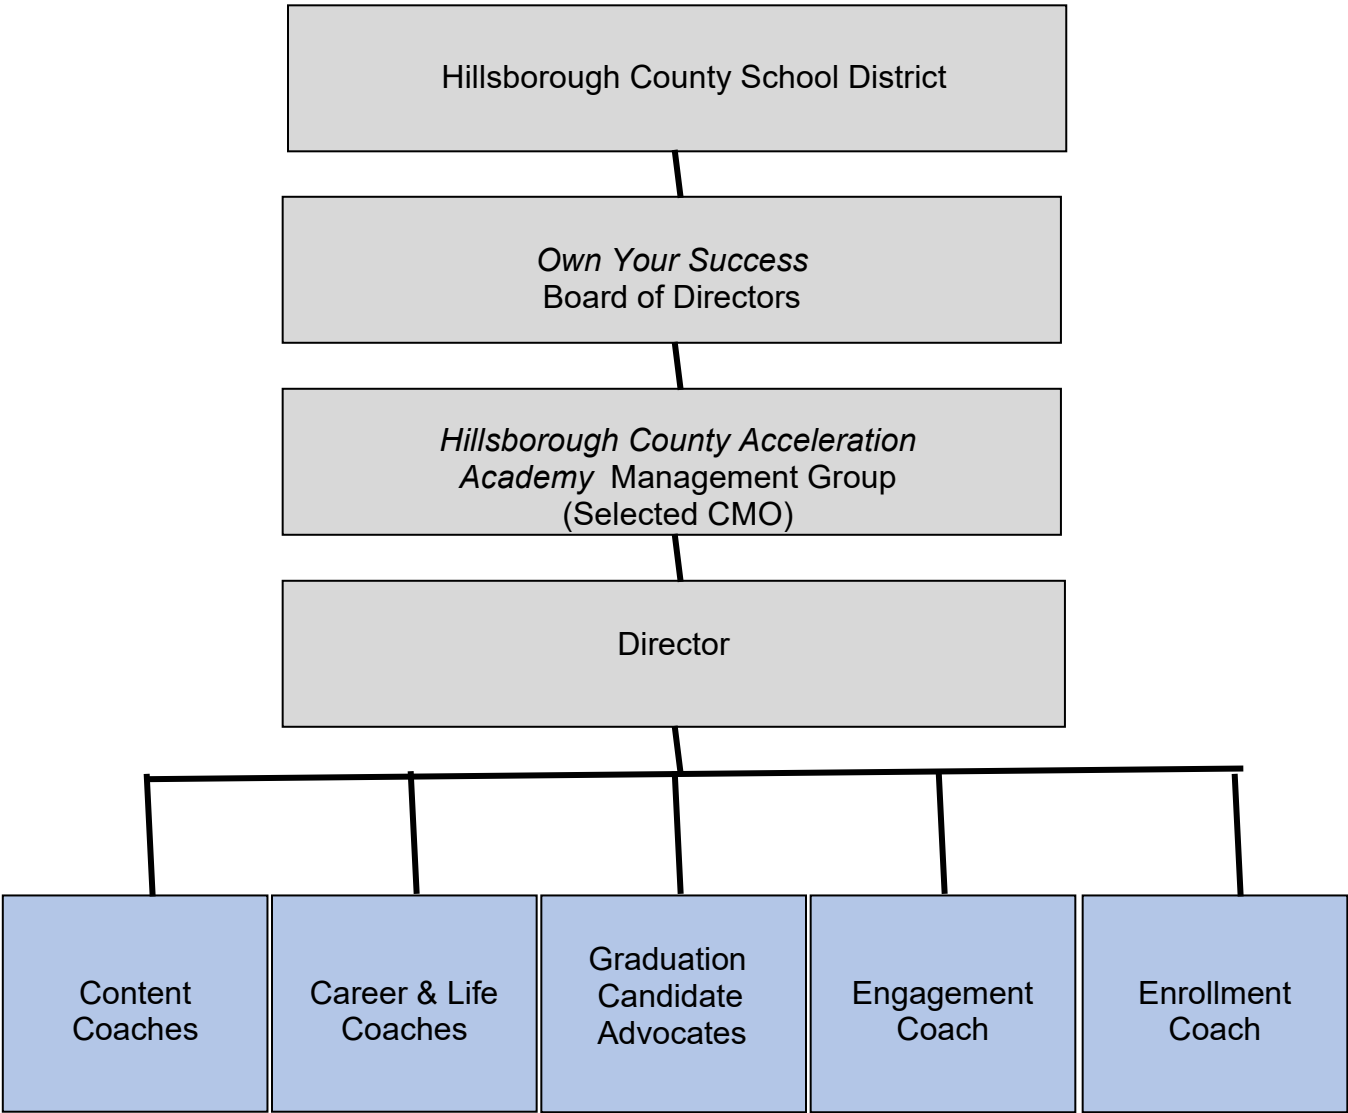 Hillsborough County School District
Own Your Success
Board of Directors
Hillsborough County Acceleration
Academy Management Group
(Selected CMO)
Director
Content
Coaches
Career & Life
Coaches
Graduation
Candidate
Advocates
Engagement
Coach
Enrollment
Coach